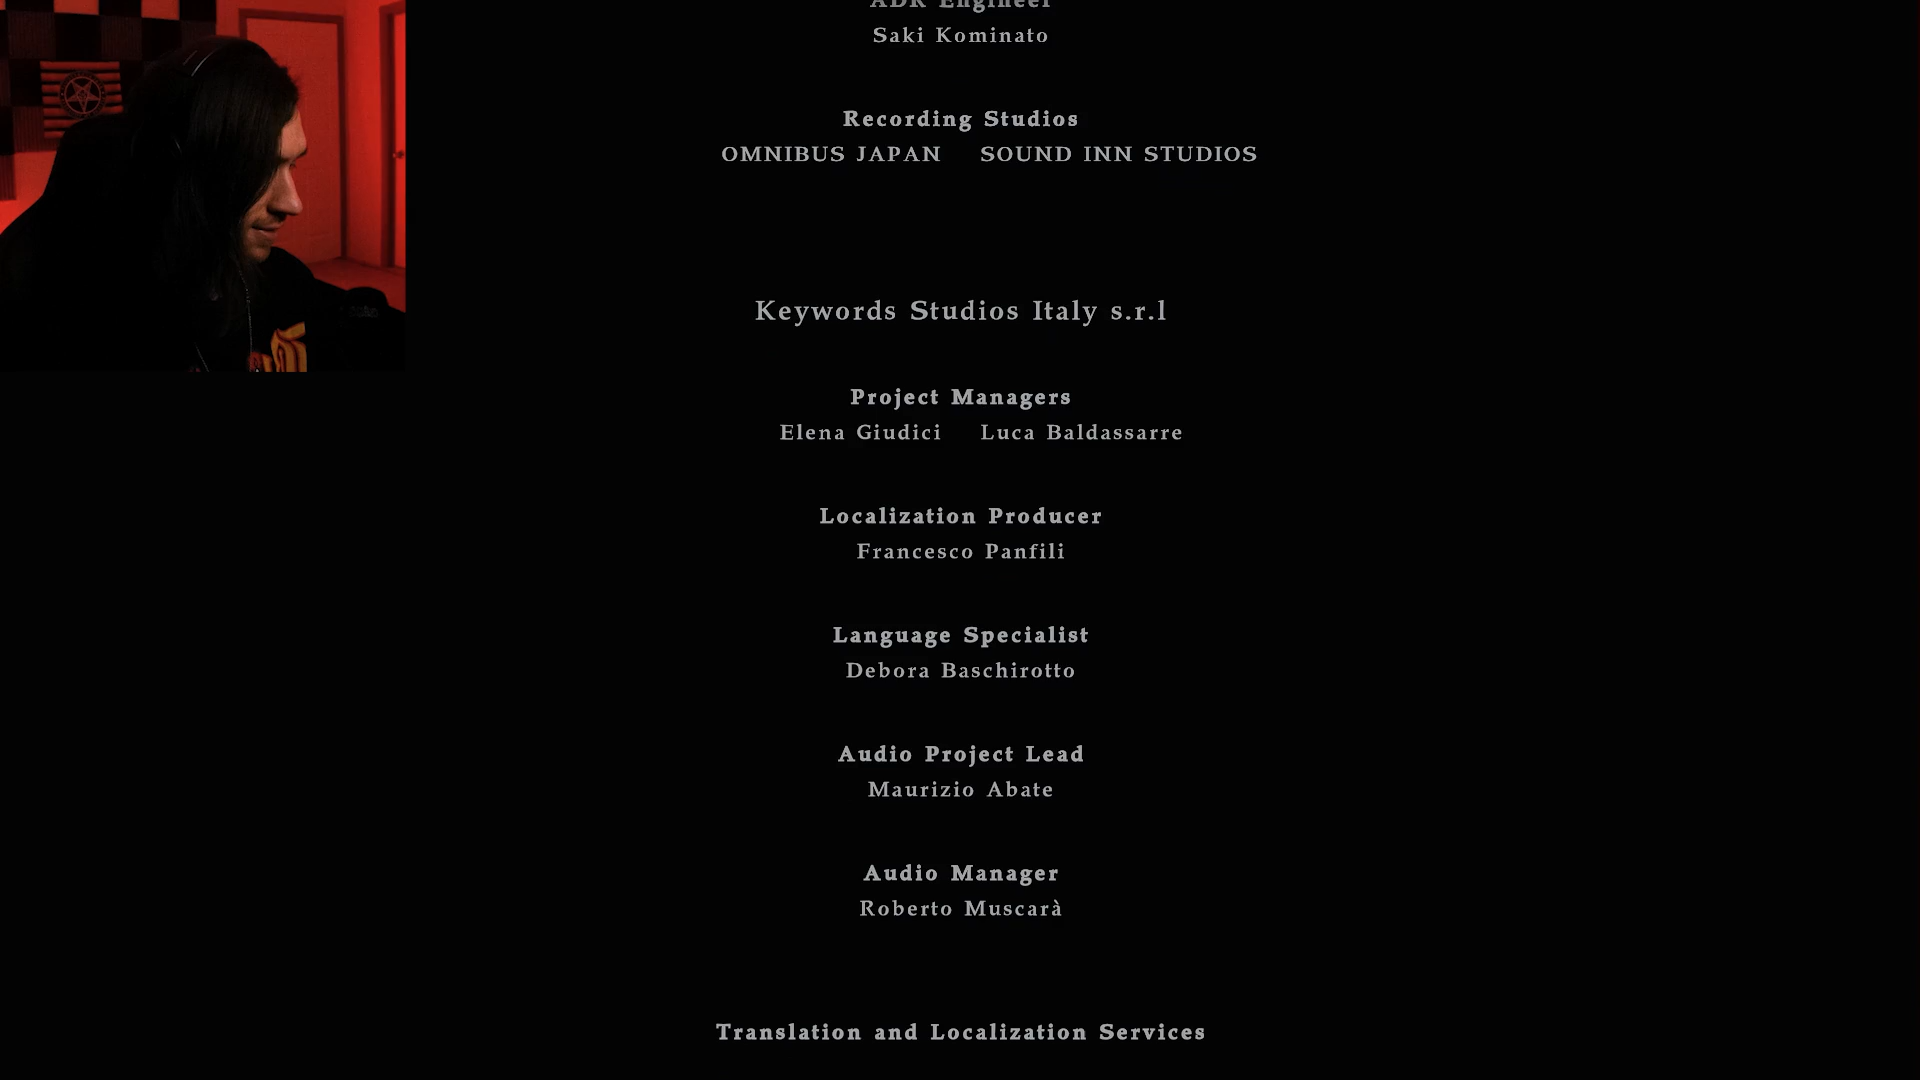 ADR Engineer
Saki Kominato
Recording Studios
OMNIBUS JAPAN SOUND INN STUDIOS
Keywords Studios Italy s.r.l
Project Managers
Elena Giudici Luca Baldassarre
Localization Producer
Francesco Panfili
Language Specialist
Debora Baschirotto
Audio Project Lead
Maurizio Abate
Audio Manager
Roberto Muscarà
Translation and Localization Services